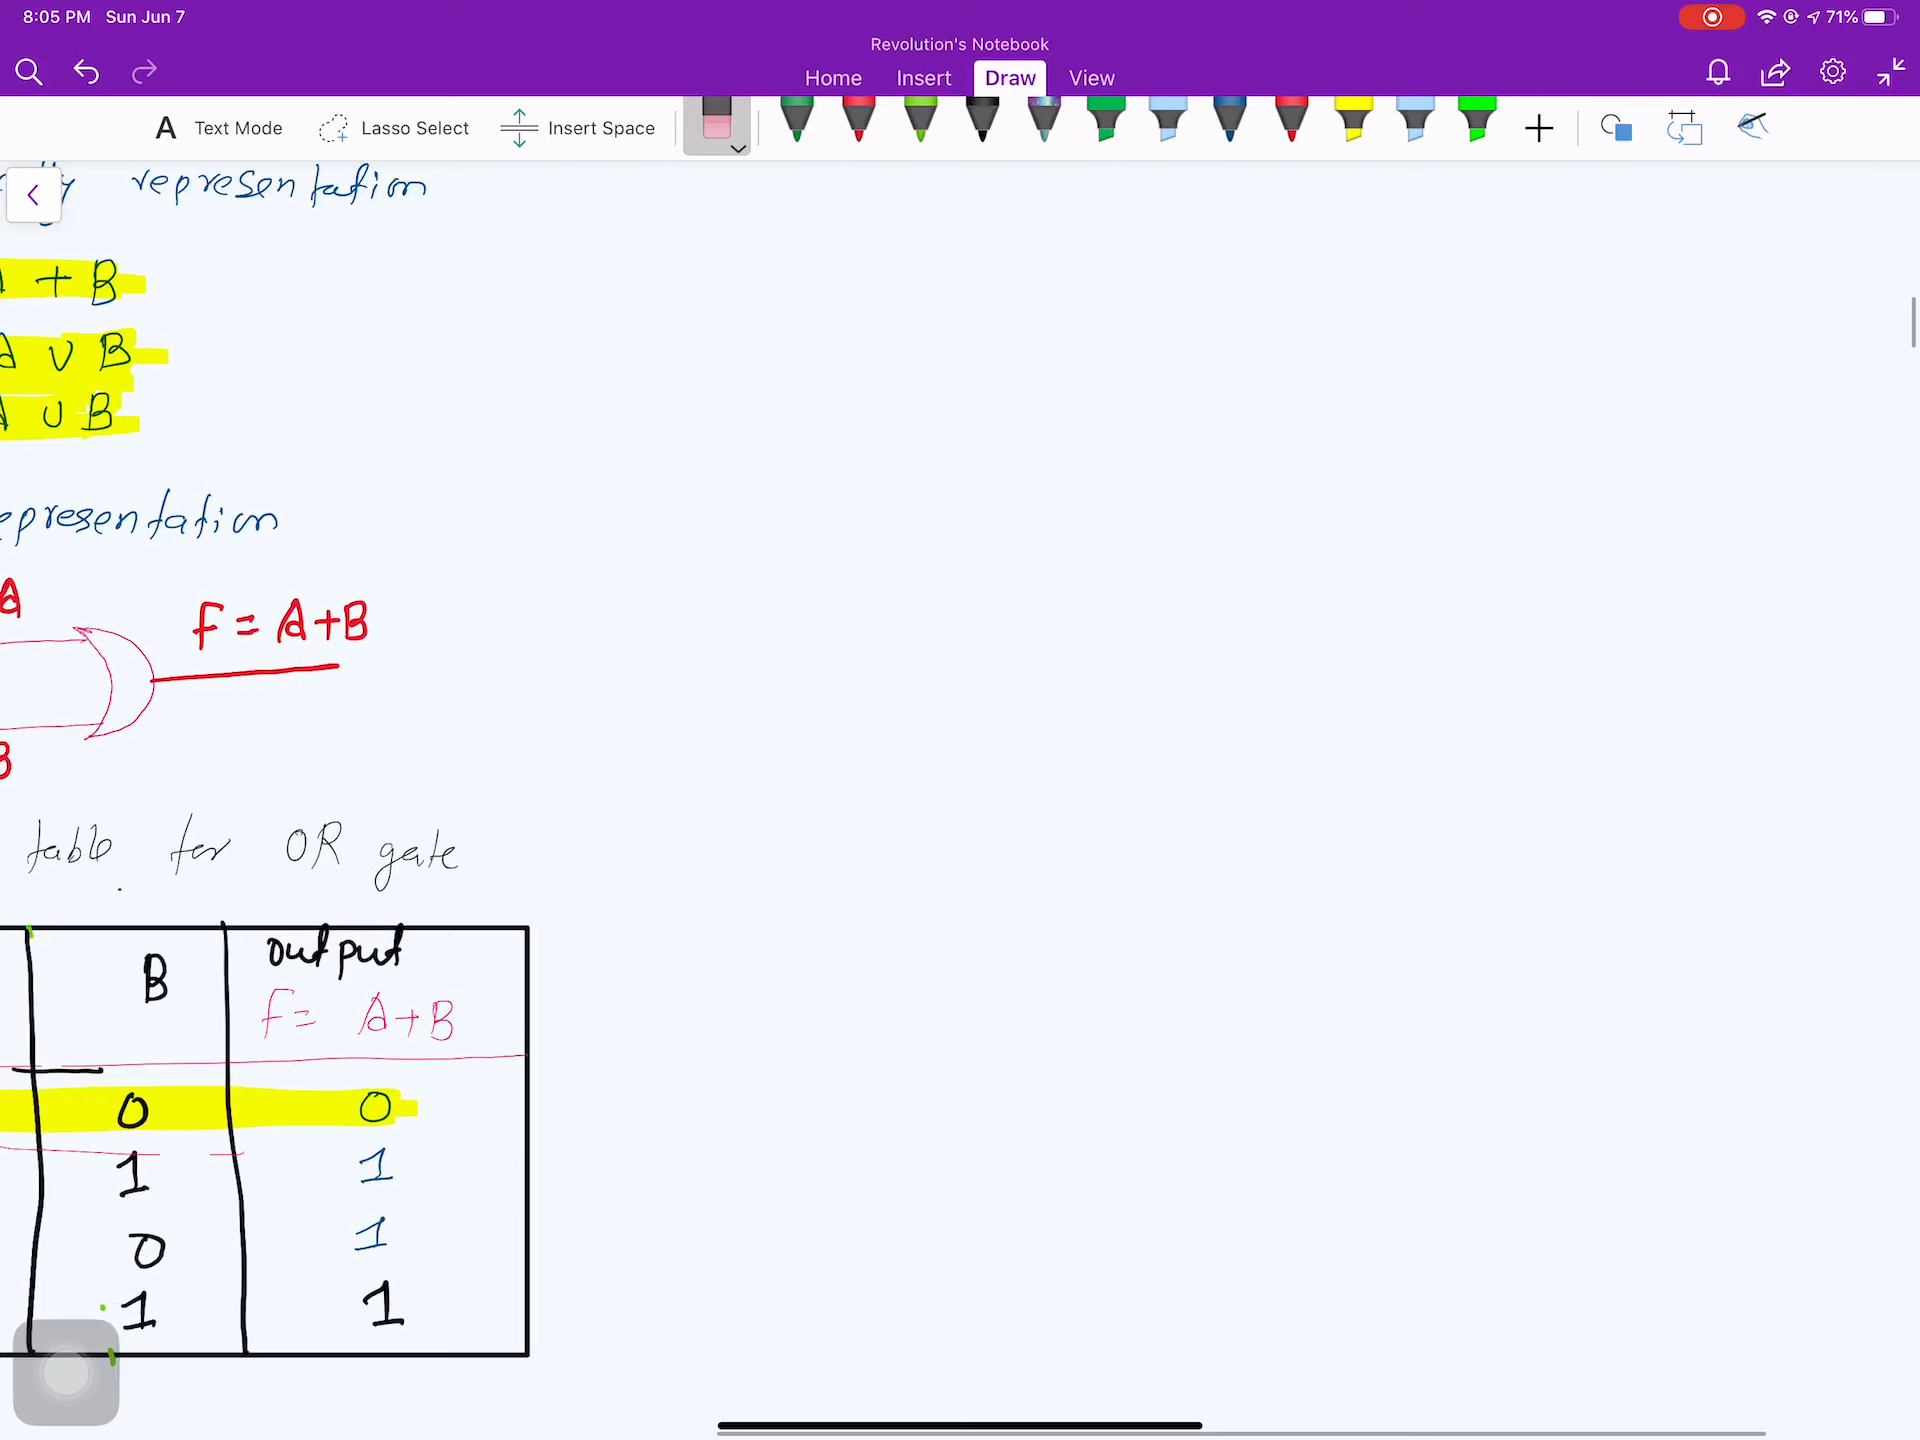 8:05 PM Sun Jun 7
71%
Revolution's Notebook
Home Insert Draw View
A Text Mode Lasso Select Insert Space
representation
+ B
A ∨ B
A ∪ B
epresentation
A
F = A+B
B
table for OR gate
B output
F = A+B
0 0
1 1
0 1
1 1